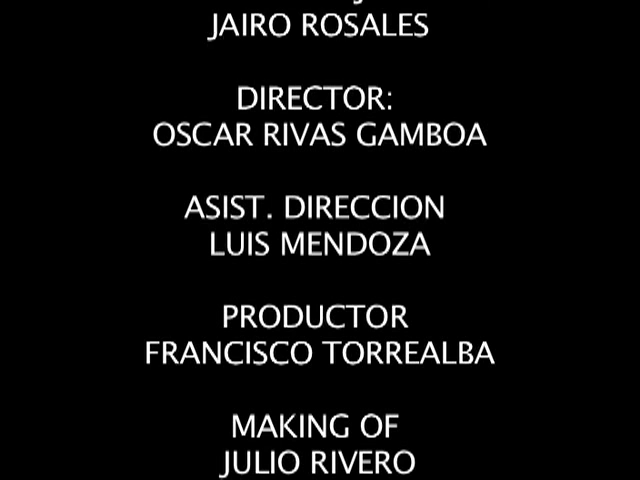 JAIRO ROSALES
DIRECTOR:
OSCAR RIVAS GAMBOA
ASIST. DIRECCION
LUIS MENDOZA
PRODUCTOR
FRANCISCO TORREALBA
MAKING OF
JULIO RIVERO